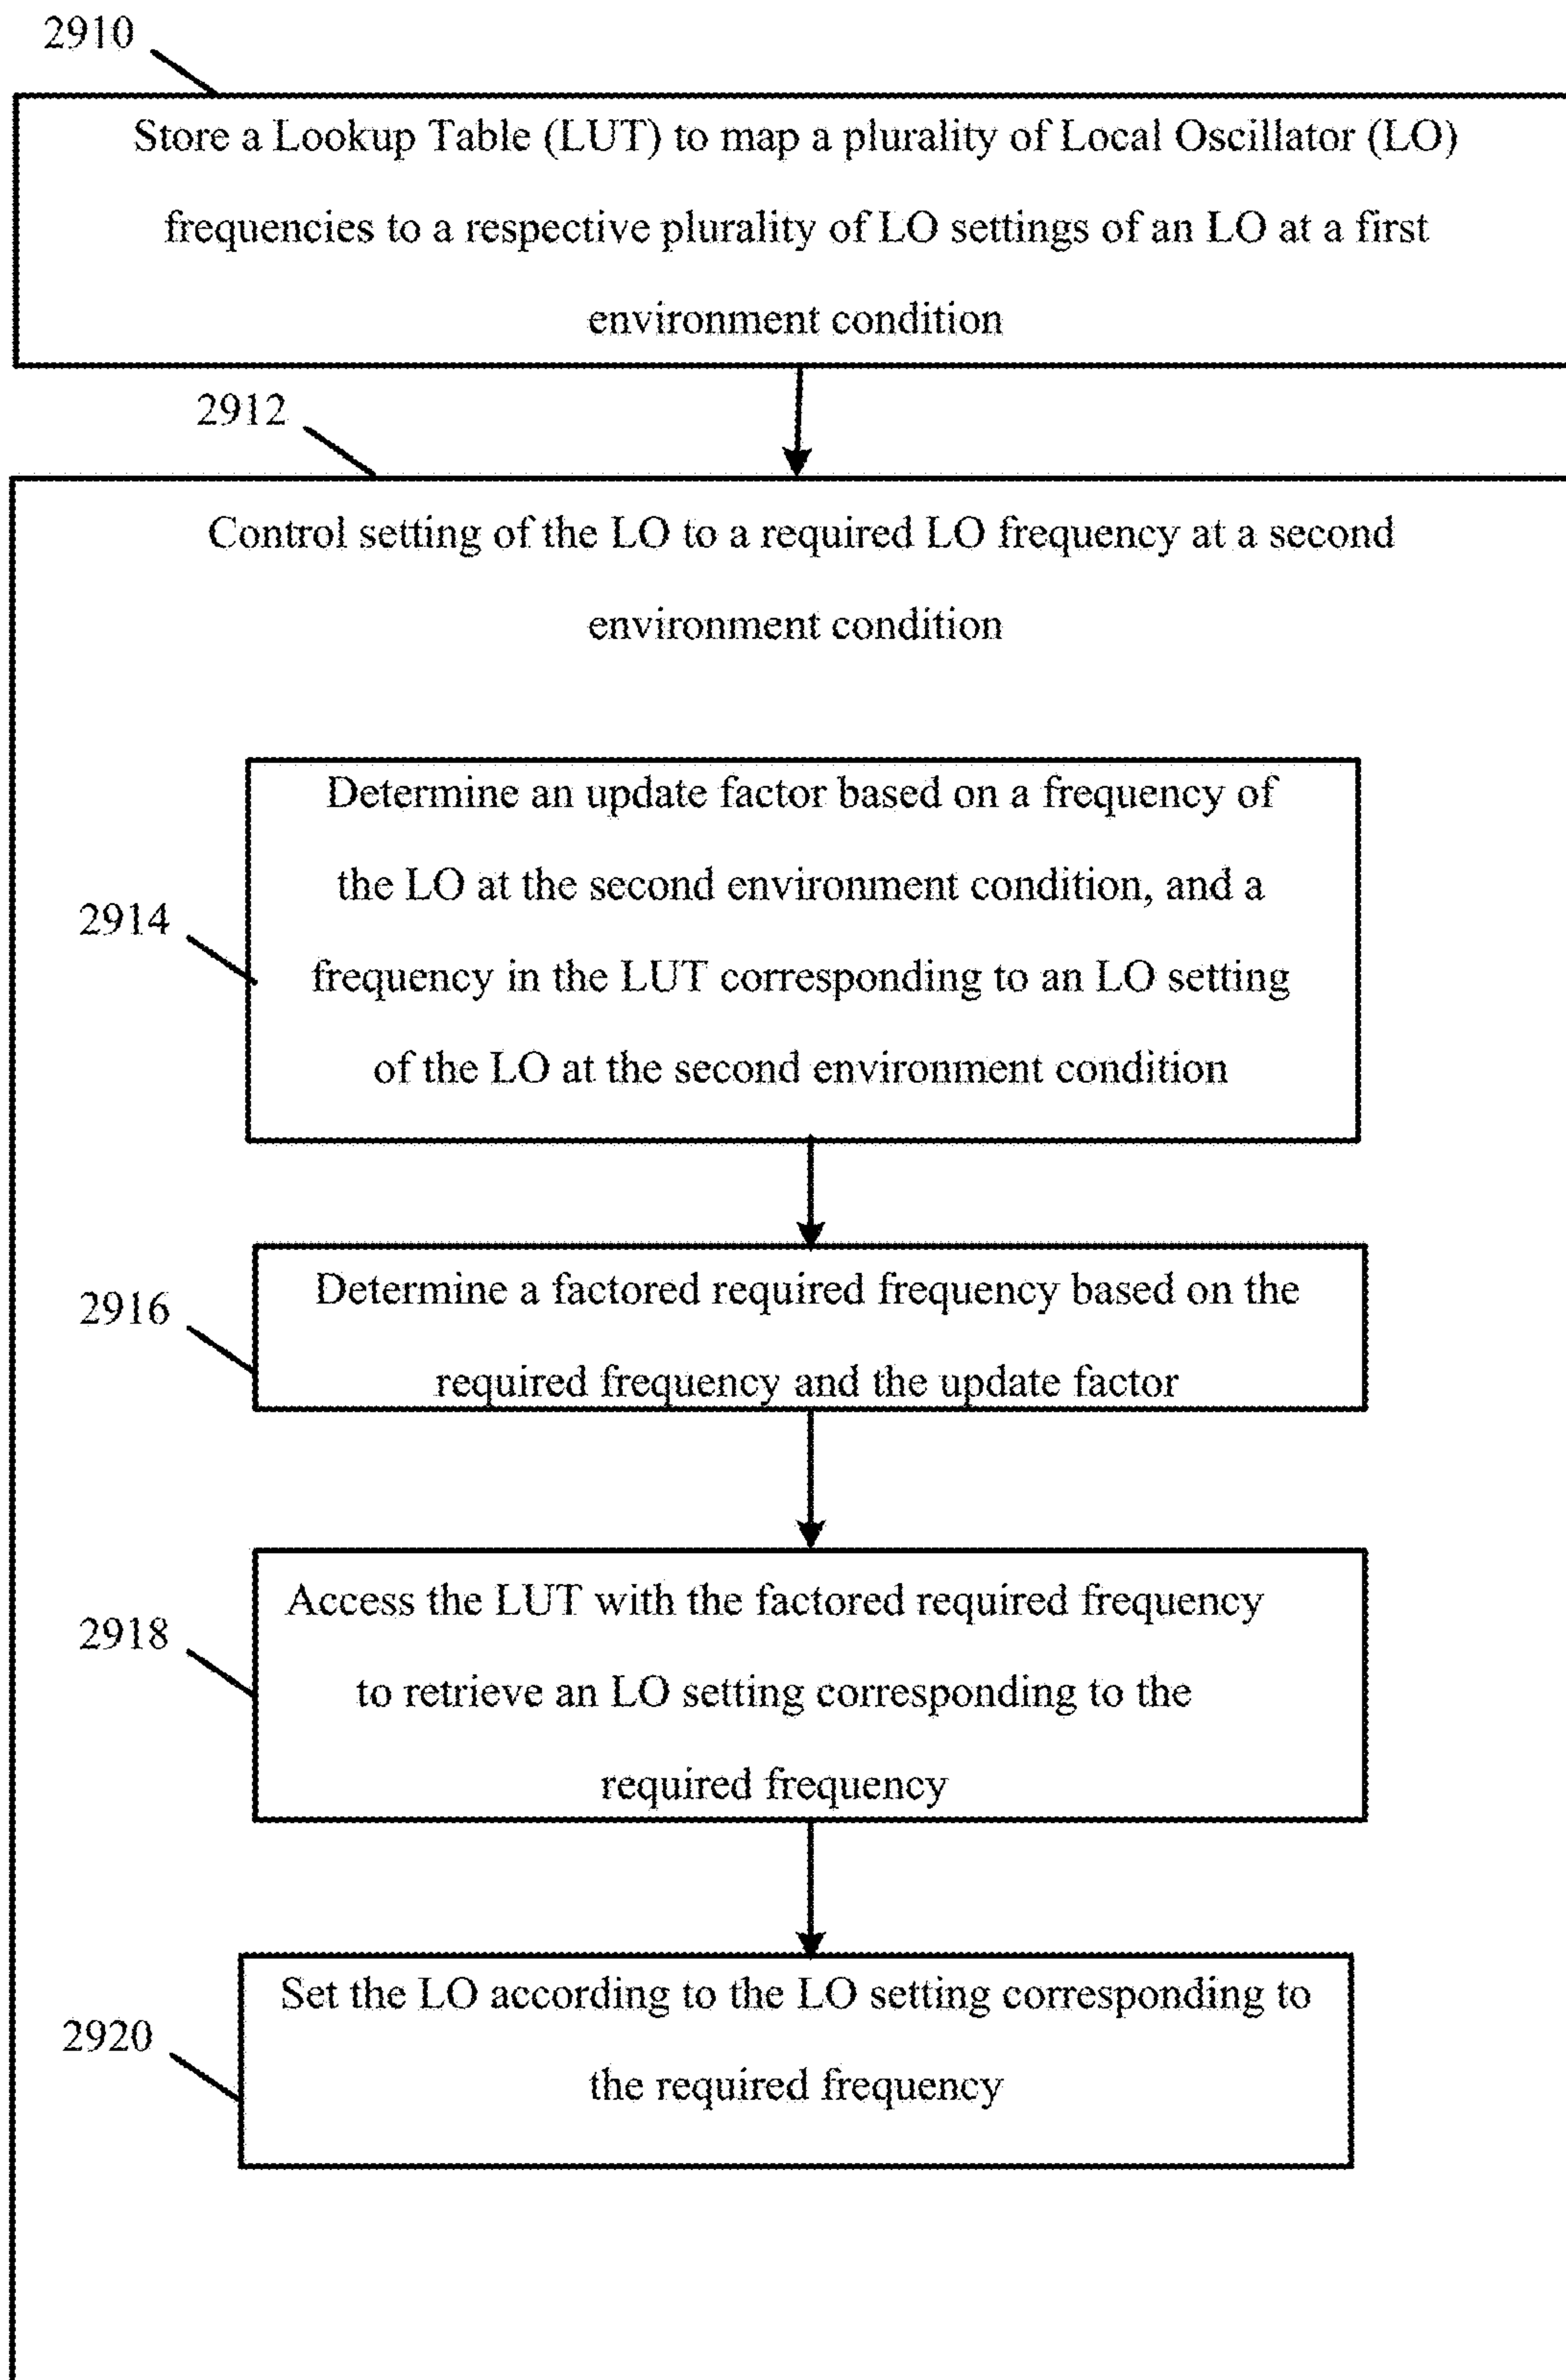 2910
Store a Lookup Table (LUT) to map a plurality of Local Oscillator (LO)
frequencies to a respective plurality of LO settings of an LO at a first
environment condition
2912
Control setting of the LO to a required LO frequency at a second
environment condition
Determine an update factor based on a frequency of
the LO at the second environment condition, and a
2914
frequency in the LUT corresponding to an LO setting
of the LO at the second environment condition
2916
Determine a factored required frequency based on the
required frequency and the update factor
Access the LUT with the factored required frequency
2918
to retrieve an LO setting corresponding to the
required frequency
Set the LO according to the LO setting corresponding to
2920
the required frequency